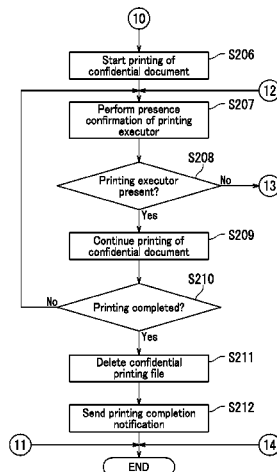 10
Start printing of
confidential document
S206
12
Perform presence
confirmation of printing
executor
S207
Printing executor
present?
S208
No
13
Yes
Continue printing of
confidential document
S209
Printing completed?
S210
No
Yes
Delete confidential
printing file
S211
Send printing completion
notification
S212
11
14
END